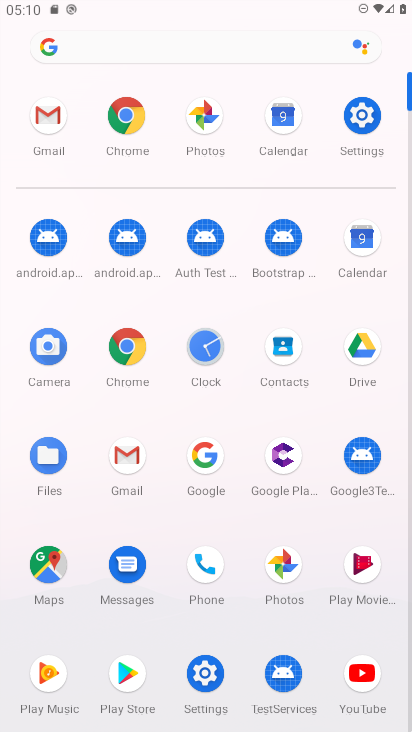 05:10
Gmail Chrome Photos Calendar Settings
android.ap... android.ap... Auth Test ... Bootstrap ... Calendar
Camera Chrome Clock Contacts Drive
Files Gmail Google Google Pla... Google3Te...
Maps Messages Phone Photos Play Movie...
Play Music Play Store Settings TestServices YouTube